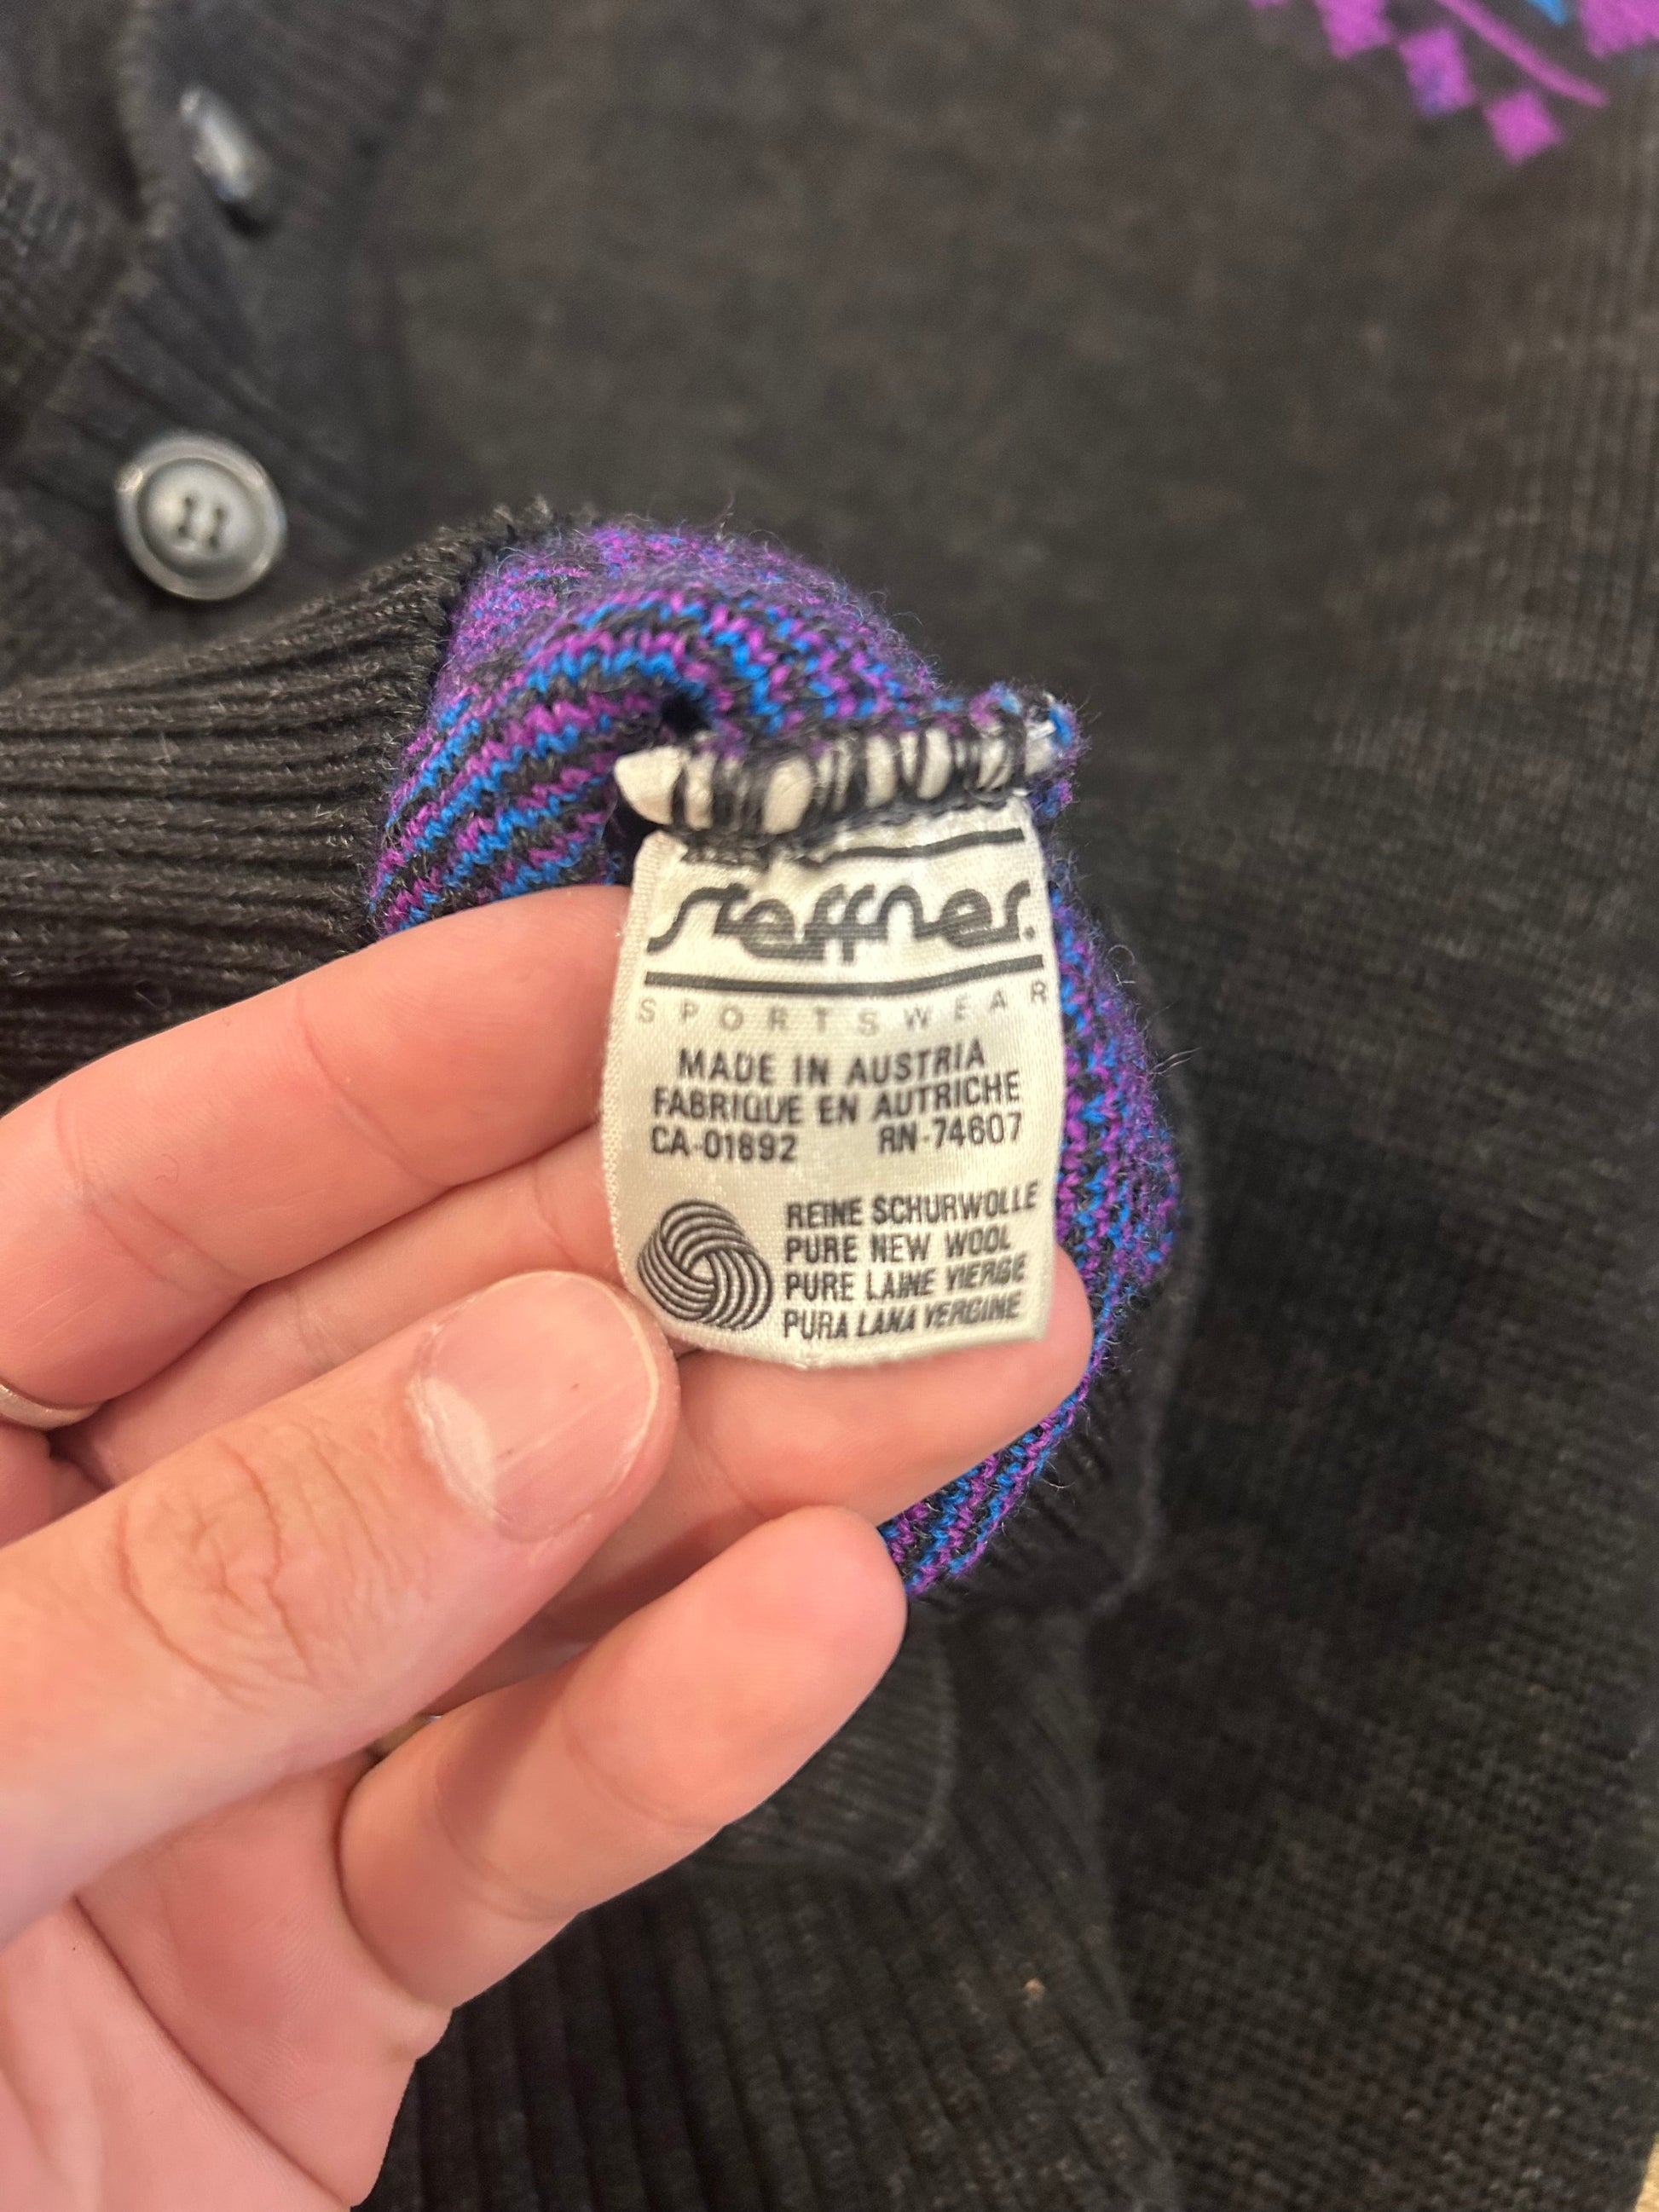 steffner.
SPORTSWEAR
MADE IN AUSTRIA
FABRIQUE EN AUTRICHE
CA-01892 RN-74607
REINE SCHURWOLLE
PURE NEW WOOL
PURE LAINE VIERGE
PURA LANA VERGINE